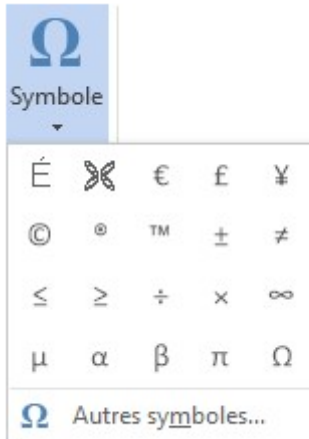 Ω
Symbole
É € £ ¥
© ® ™ ± ≠
≤ ≥ ÷ × ∞
μ α β π Ω
Ω Autres symboles...